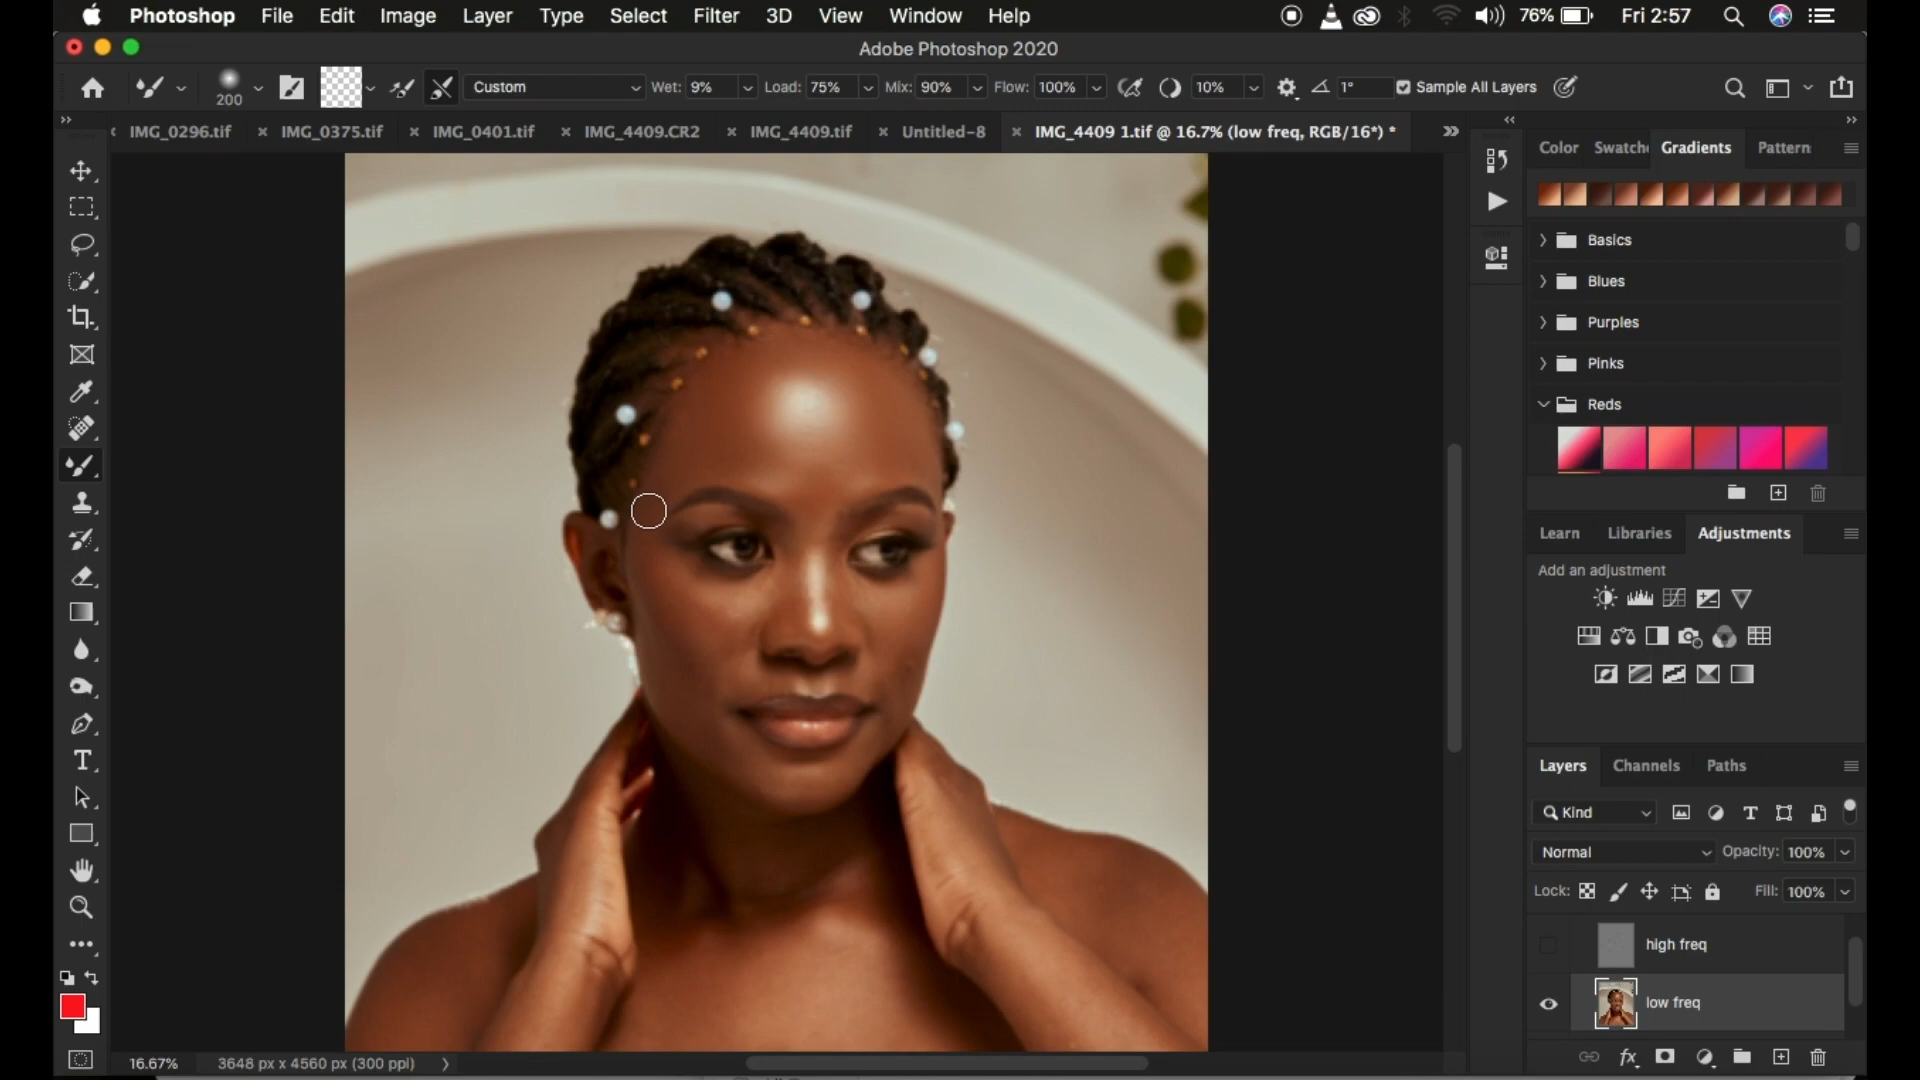 Photoshop File Edit Image Layer Type Select Filter 3D View Window Help 76% Fri 2:57
Adobe Photoshop 2020
200 Custom Wet: 9% Load: 75% Mix: 90% Flow: 100% 10% 1° Sample All Layers
IMG_0296.tif IMG_0375.tif IMG_0401.tif IMG_4409.CR2 IMG_4409.tif Untitled-8 IMG_4409 1.tif @ 16.7% (low freq, RGB/16*) *
Color Swatche Gradients Pattern
Basics
Blues
Purples
Pinks
Reds
Learn Libraries Adjustments
Add an adjustment
Layers Channels Paths
Kind
Normal Opacity: 100%
Lock: Fill: 100%
high freq
low freq
16.67% 3648 px x 4560 px (300 ppi)